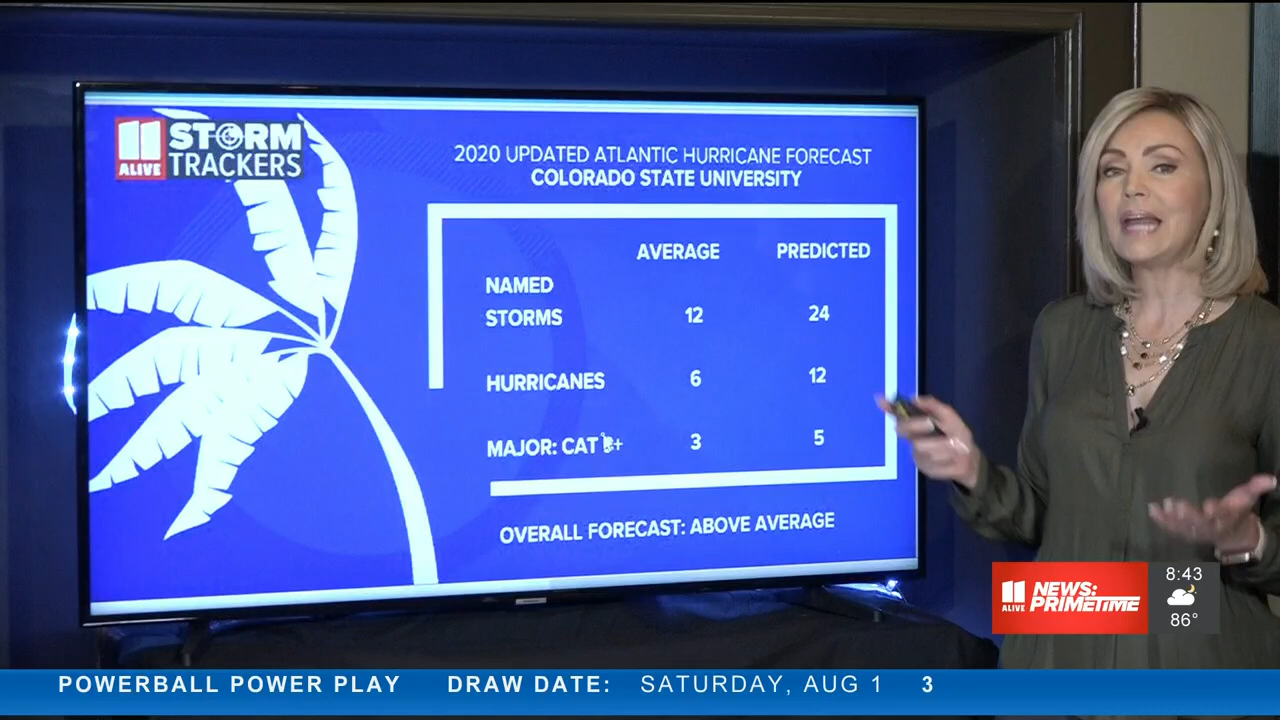 11
ALIVE
STORM
TRACKERS
2020 UPDATED ATLANTIC HURRICANE FORECAST
COLORADO STATE UNIVERSITY
AVERAGE PREDICTED
NAMED
STORMS 12 24
HURRICANES 6 12
MAJOR: CAT 3 5
OVERALL FORECAST: ABOVE AVERAGE
11
ALIVE
NEWS:
PRIMETIME
8:43
86°
POWERBALL POWER PLAY DRAW DATE: SATURDAY, AUG 1 3